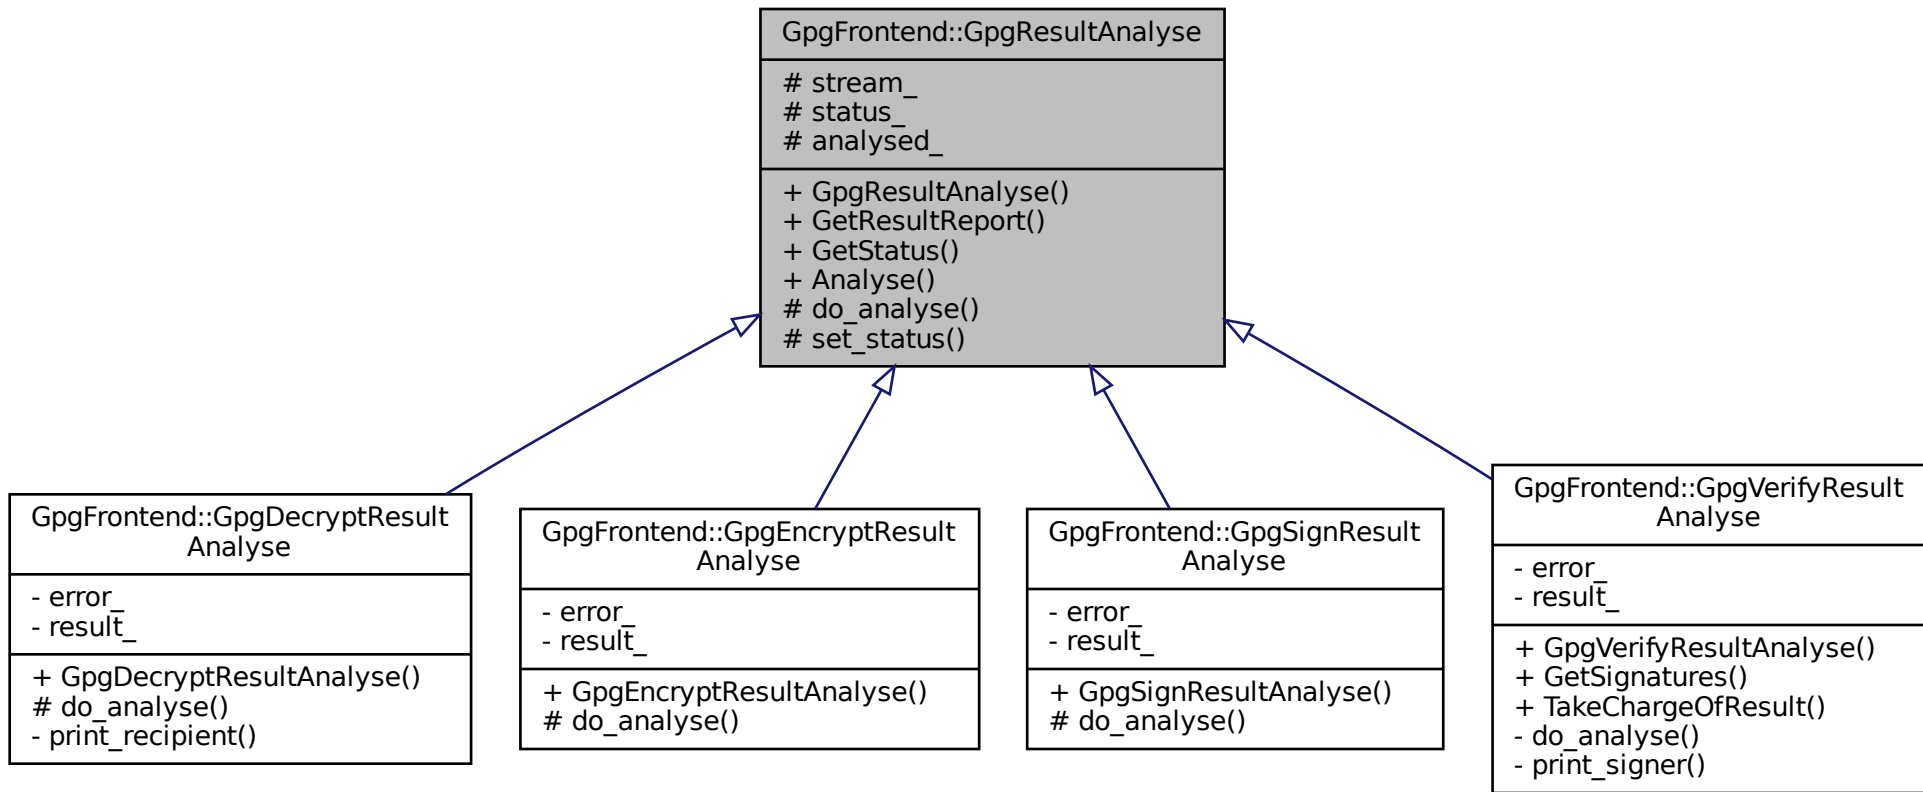 GpgFrontend::GpgResultAnalyse
# stream_
# status_
# analysed_
+ GpgResultAnalyse()
+ GetResultReport()
+ GetStatus()
+ Analyse()
# do_analyse()
# set_status()
GpgFrontend::GpgDecryptResult
Analyse
- error_
- result_
+ GpgDecryptResultAnalyse()
# do_analyse()
- print_recipient()
GpgFrontend::GpgEncryptResult
Analyse
- error_
- result_
+ GpgEncryptResultAnalyse()
# do_analyse()
GpgFrontend::GpgSignResult
Analyse
- error_
- result_
+ GpgSignResultAnalyse()
# do_analyse()
GpgFrontend::GpgVerifyResult
Analyse
- error_
- result_
+ GpgVerifyResultAnalyse()
+ GetSignatures()
+ TakeChargeOfResult()
- do_analyse()
- print_signer()